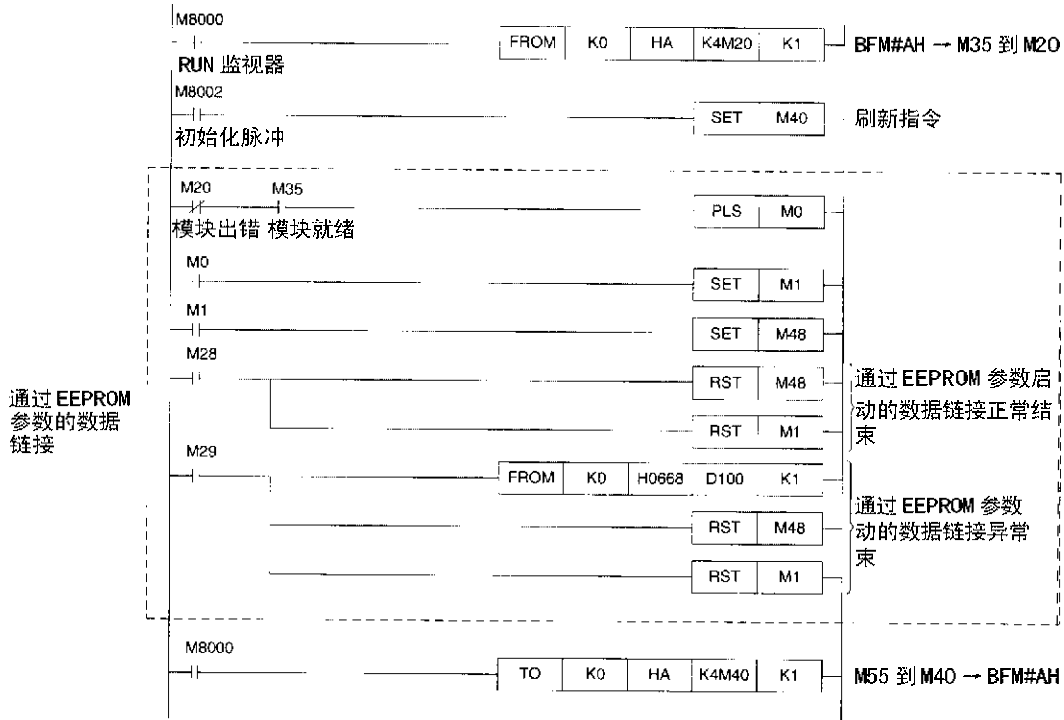 M8000
FROM K0 HA K4M20 K1 BFM#AH → M35 到 M20
RUN 监视器
M8002
SET M40 刷新指令
初始化脉冲
M20 M35
PLS M0
模块出错 模块就绪
M0
SET M1
M1
SET M48
M28
RST M48
RST M1
通过 EEPROM 参数启
动的数据链接正常结
束
通过 EEPROM
参数的数据
链接
M29
FROM K0 H0668 D100 K1
RST M48
RST M1
通过 EEPROM 参数
动的数据链接异常
束
M8000
TO K0 HA K4M40 K1 M55 到 M40 → BFM#AH